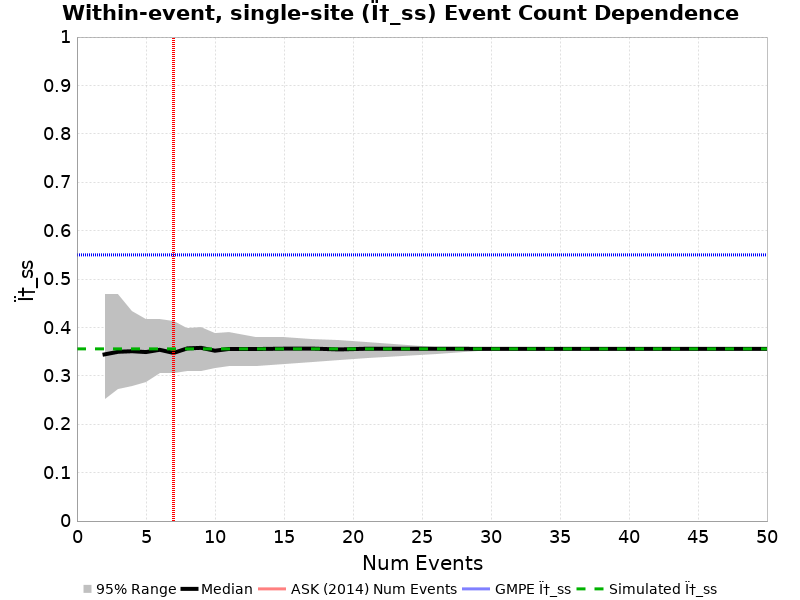 Within-event, single-site (Ï†_ss) Event Count Dependence
1
0.9
0.8
0.7
0.6
0.5
0.4
0.3
0.2
0.1
0
Ï†_ss
0 5 10 15 20 25 30 35 40 45 50
Num Events
95% Range Median ASK (2014) Num Events GMPE Ï†_ss Simulated Ï†_ss